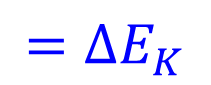 = ΔE_K